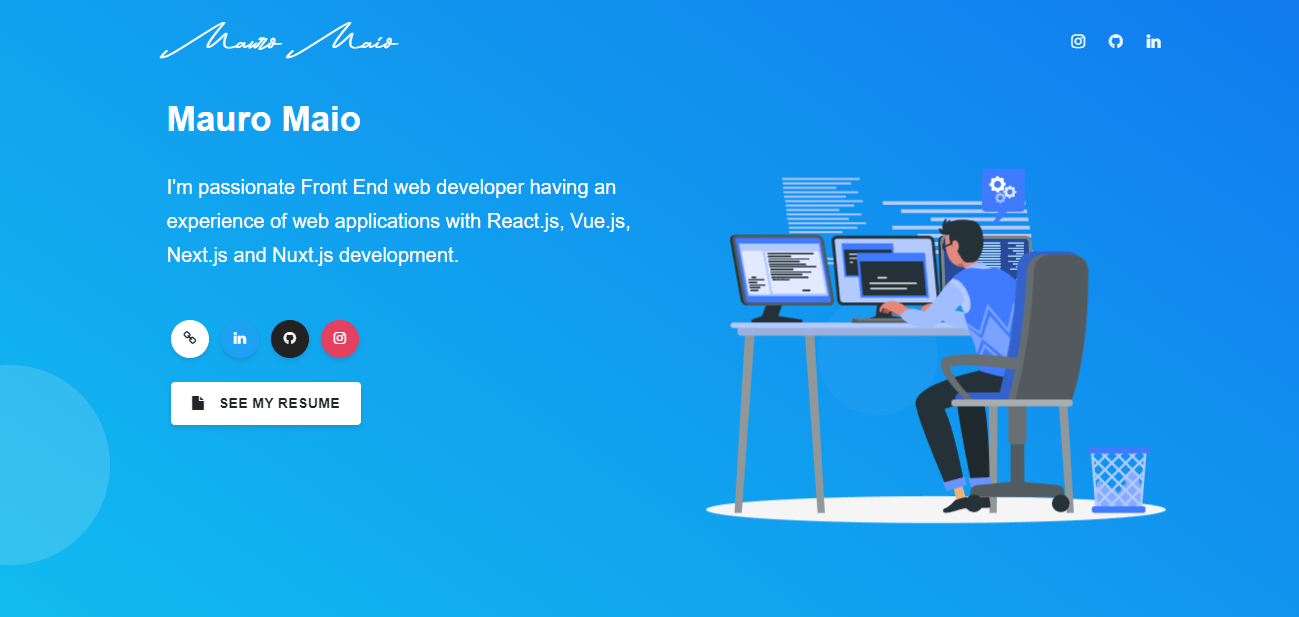 Mauro Maio
Mauro Maio
I'm passionate Front End web developer having an
experience of web applications with React.js, Vue.js,
Next.js and Nuxt.js development.
SEE MY RESUME